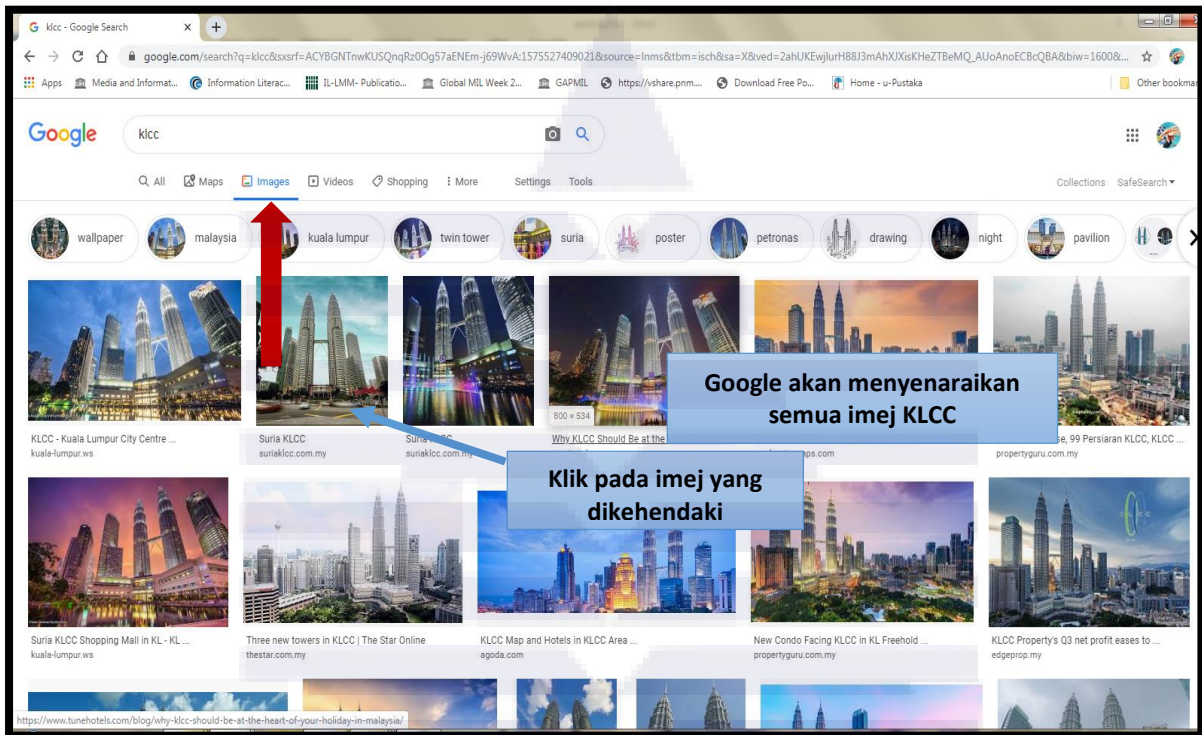 klcc - Google Search
google.com/search?q=klcc&sxsrf=ACYBGNTnwKUSQnqRz0Og57aENEm-j69WvA:1575527409021&source=lnms&tbm=isch&sa=X&ved=2ahUKEwjlurH88J3mAhXJXisKHeZTBeMQ_AUoAnoECBcQBA&biw=1600&...
Apps Media and Informat... Information Literac... IL-LMM- Publicatio... Global MIL Week 2... GAPMIL https://vshare.pnm.... Download Free Po... Home - u-Pustaka Other bookmar
Google klcc
All Maps Images Videos Shopping More Settings Tools Collections SafeSearch
wallpaper malaysia kuala lumpur twin tower suria poster petronas drawing night pavilion
Google akan menyenaraikan
semua imej KLCC
800 × 534
KLCC - Kuala Lumpur City Centre ...
kuala-lumpur.ws
Suria KLCC
suriaklcc.com.my
suriaklcc.com.my
Why KLCC Should Be at the
se, 99 Persiaran KLCC, KLCC ...
propertyguru.com.my
Klik pada imej yang
dikehendaki
Suria KLCC Shopping Mall in KL - KL ...
kuala-lumpur.ws
Three new towers in KLCC | The Star Online
thestar.com.my
KLCC Map and Hotels in KLCC Area ...
agoda.com
New Condo Facing KLCC in KL Freehold ...
propertyguru.com.my
KLCC Property's Q3 net profit eases to ...
edgeprop.my
https://www.tunehotels.com/blog/why-klcc-should-be-at-the-heart-of-your-holiday-in-malaysia/